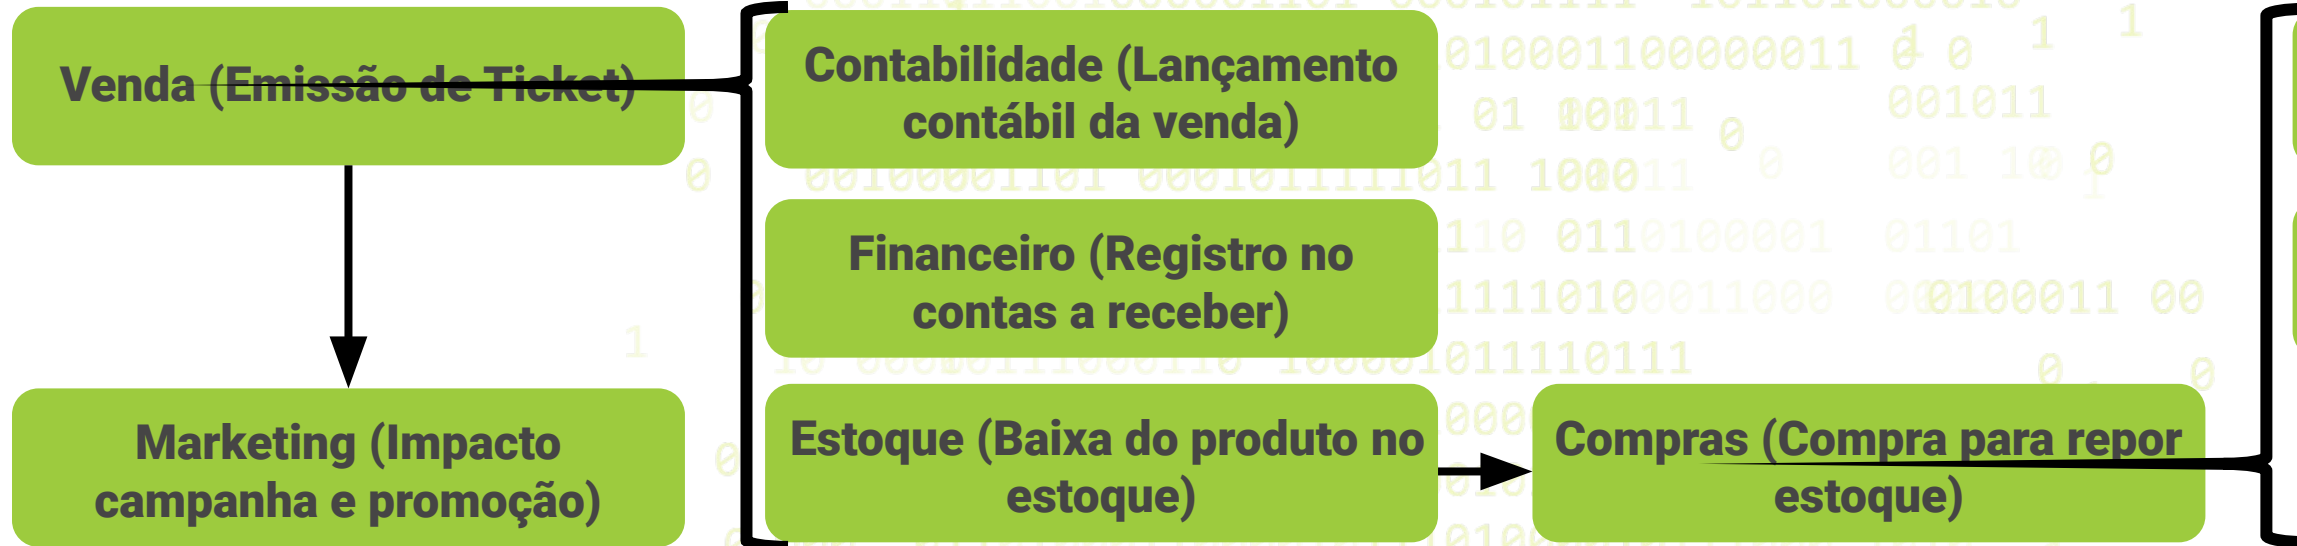 Venda (Emissão de Ticket)
Contabilidade (Lançamento
contábil da venda)
Financeiro (Registro no
contas a receber)
Marketing (Impacto
campanha e promoção)
Estoque (Baixa do produto no
estoque)
Compras (Compra para repor
estoque)